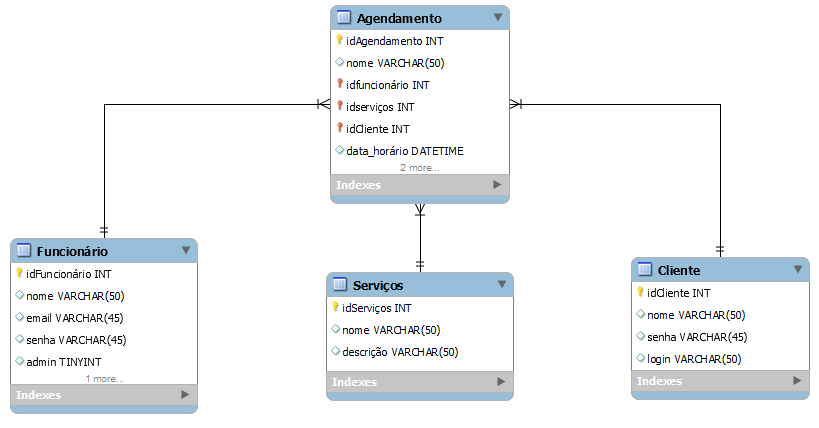 Agendamento
idAgendamento INT
nome VARCHAR(50)
idfuncionário INT
idserviços INT
idCliente INT
data_horário DATETIME
2 more...
Indexes
Funcionário
idFuncionário INT
nome VARCHAR(50)
email VARCHAR(45)
senha VARCHAR(45)
admin TINYINT
1 more...
Indexes
Serviços
idServiços INT
nome VARCHAR(50)
descrição VARCHAR(50)
Indexes
Cliente
idCliente INT
nome VARCHAR(50)
senha VARCHAR(45)
login VARCHAR(50)
Indexes